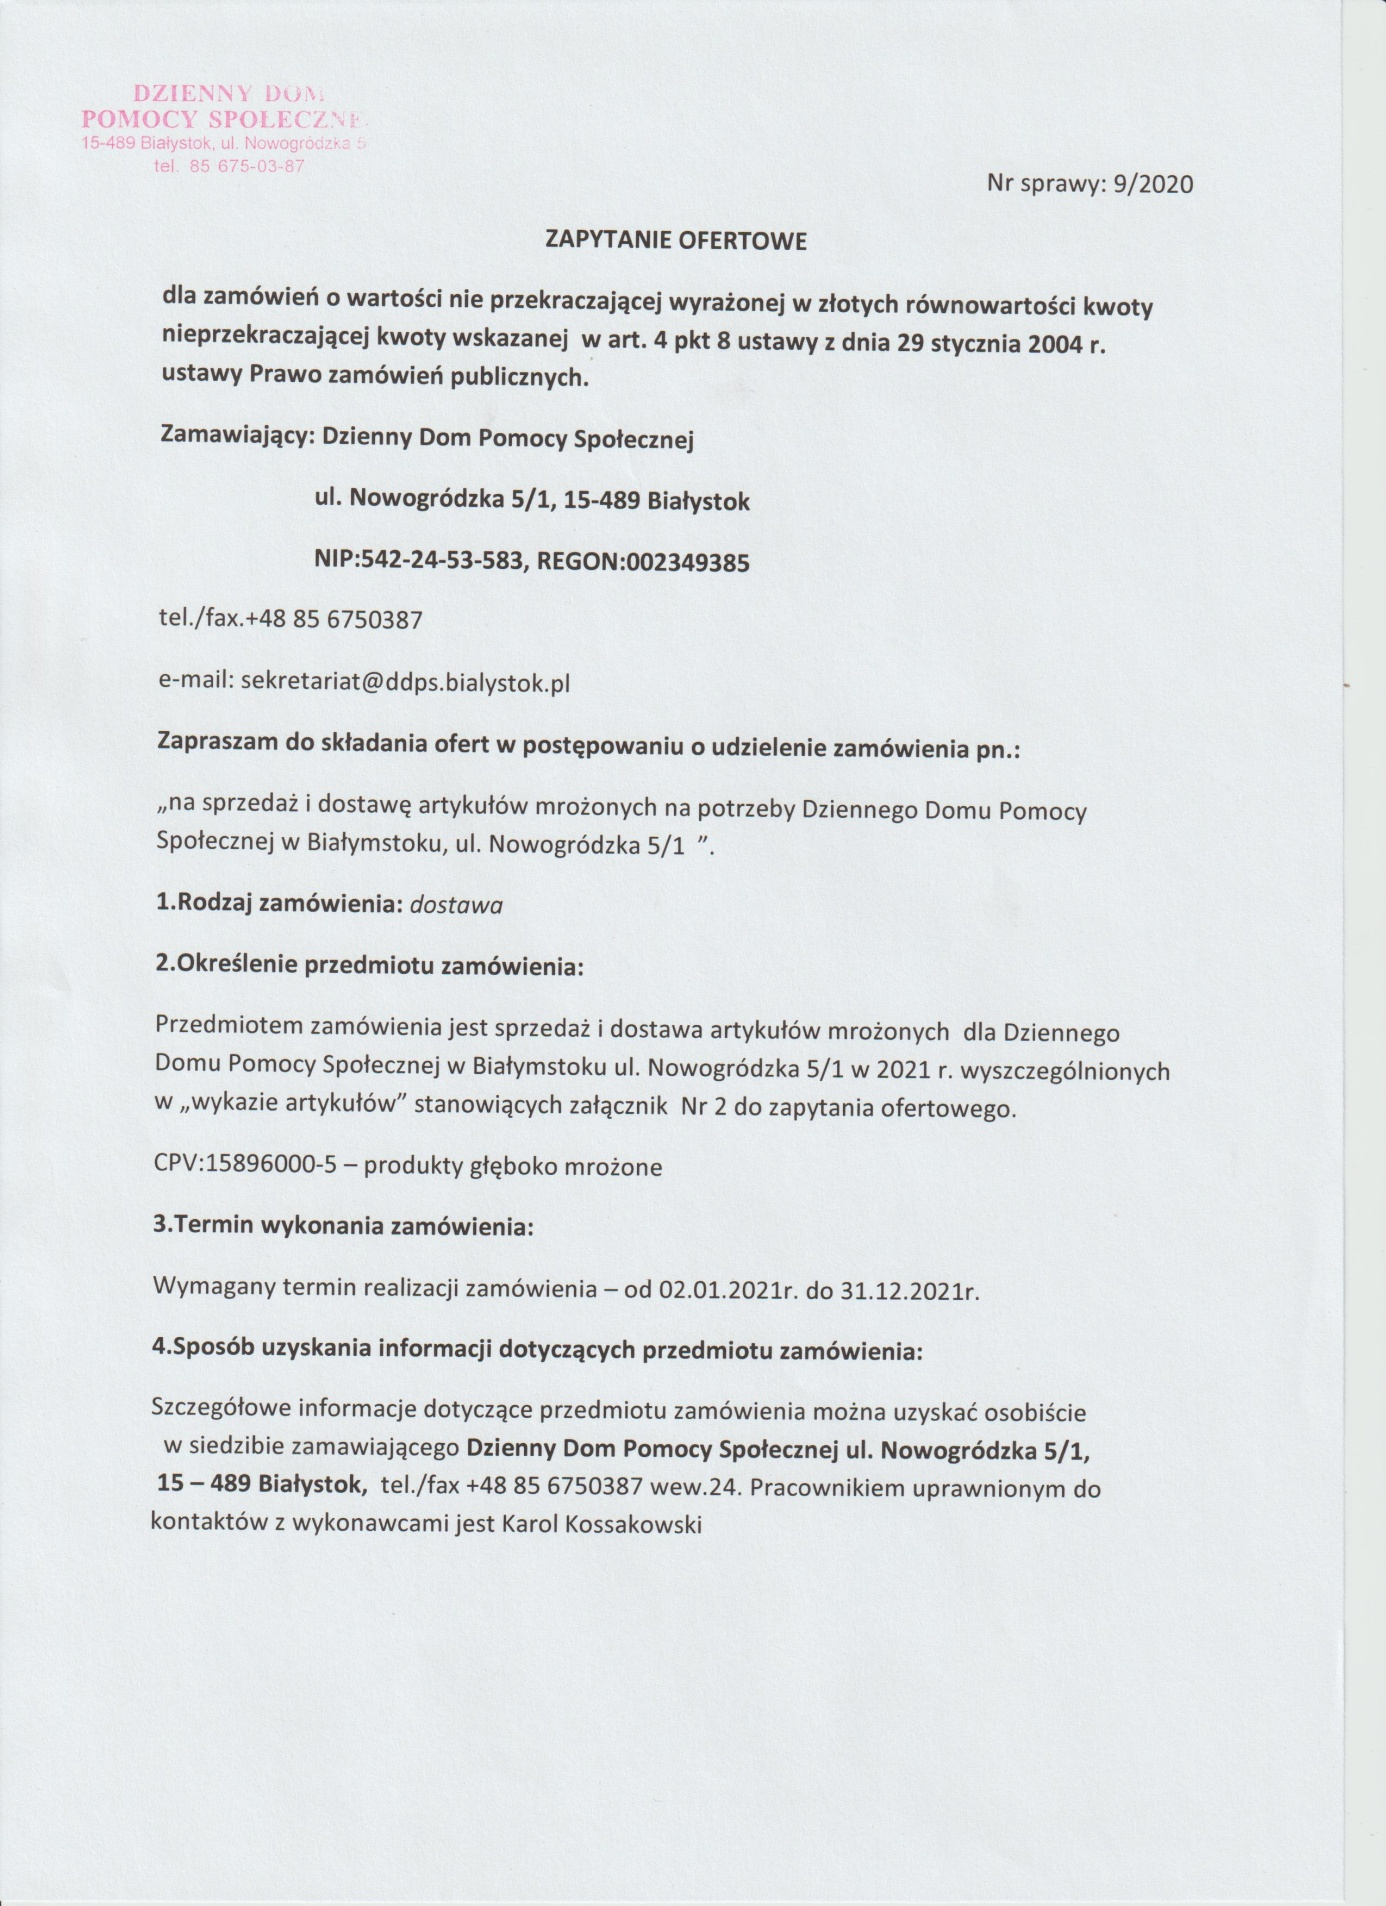 DZIENNY DOM
POMOCY SPOŁECZNE
15-489 Białystok, ul. Nowogródzka 5
tel. 85 675-03-87
Nr sprawy: 9/2020
ZAPYTANIE OFERTOWE
dla zamówień o wartości nie przekraczającej wyrażonej w złotych równowartości kwoty
nieprzekraczającej kwoty wskazanej w art. 4 pkt 8 ustawy z dnia 29 stycznia 2004 r.
ustawy Prawo zamówień publicznych.
Zamawiający: Dzienny Dom Pomocy Społecznej
ul. Nowogródzka 5/1, 15-489 Białystok
NIP:542-24-53-583, REGON:002349385
tel./fax.+48 85 6750387
e-mail: sekretariat@ddps.bialystok.pl
Zapraszam do składania ofert w postępowaniu o udzielenie zamówienia pn.:
„na sprzedaż i dostawę artykułów mrożonych na potrzeby Dziennego Domu Pomocy
Społecznej w Białymstoku, ul. Nowogródzka 5/1 ”.
1.Rodzaj zamówienia: dostawa
2.Określenie przedmiotu zamówienia:
Przedmiotem zamówienia jest sprzedaż i dostawa artykułów mrożonych dla Dziennego
Domu Pomocy Społecznej w Białymstoku ul. Nowogródzka 5/1 w 2021 r. wyszczególnionych
w „wykazie artykułów” stanowiących załącznik Nr 2 do zapytania ofertowego.
CPV:15896000-5 – produkty głęboko mrożone
3.Termin wykonania zamówienia:
Wymagany termin realizacji zamówienia – od 02.01.2021r. do 31.12.2021r.
4.Sposób uzyskania informacji dotyczących przedmiotu zamówienia:
Szczegółowe informacje dotyczące przedmiotu zamówienia można uzyskać osobiście
w siedzibie zamawiającego Dzienny Dom Pomocy Społecznej ul. Nowogródzka 5/1,
15 – 489 Białystok, tel./fax +48 85 6750387 wew.24. Pracownikiem uprawnionym do
kontaktów z wykonawcami jest Karol Kossakowski